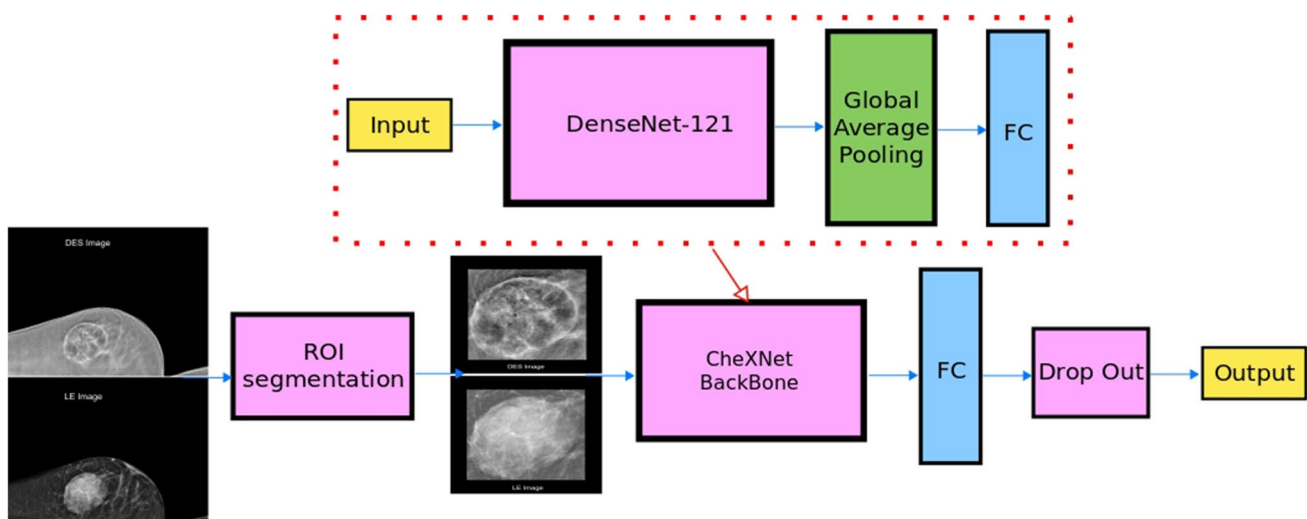 Input
DenseNet-121
Global
Average
Pooling
FC
DES Image
LE Image
ROI
segmentation
DES Image
LE Image
CheXNet
BackBone
FC
Drop Out
Output